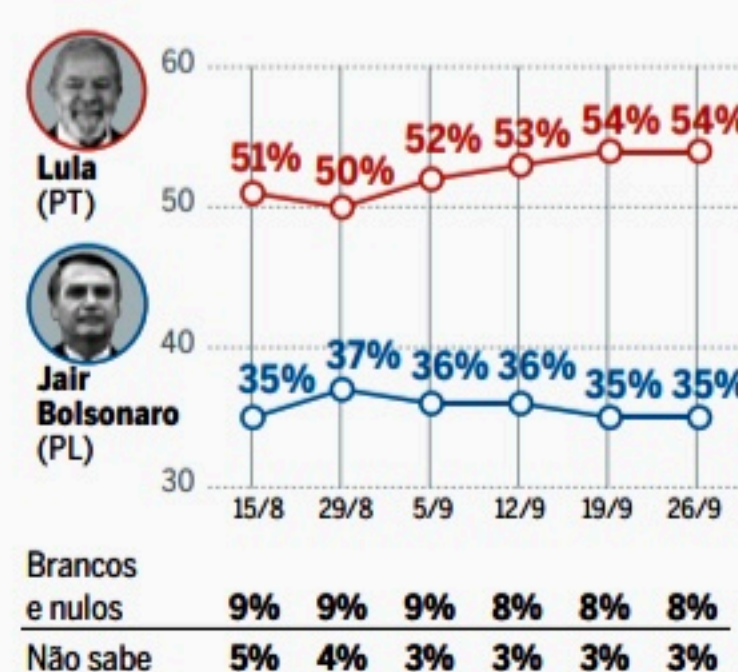 60
51% 50% 52% 53% 54% 54%
Lula
(PT)
50
40
35% 37% 36% 36% 35% 35%
Jair
Bolsonaro
(PL)
30
15/8 29/8 5/9 12/9 19/9 26/9
Brancos
e nulos 9% 9% 9% 8% 8% 8%
Não sabe 5% 4% 3% 3% 3% 3%